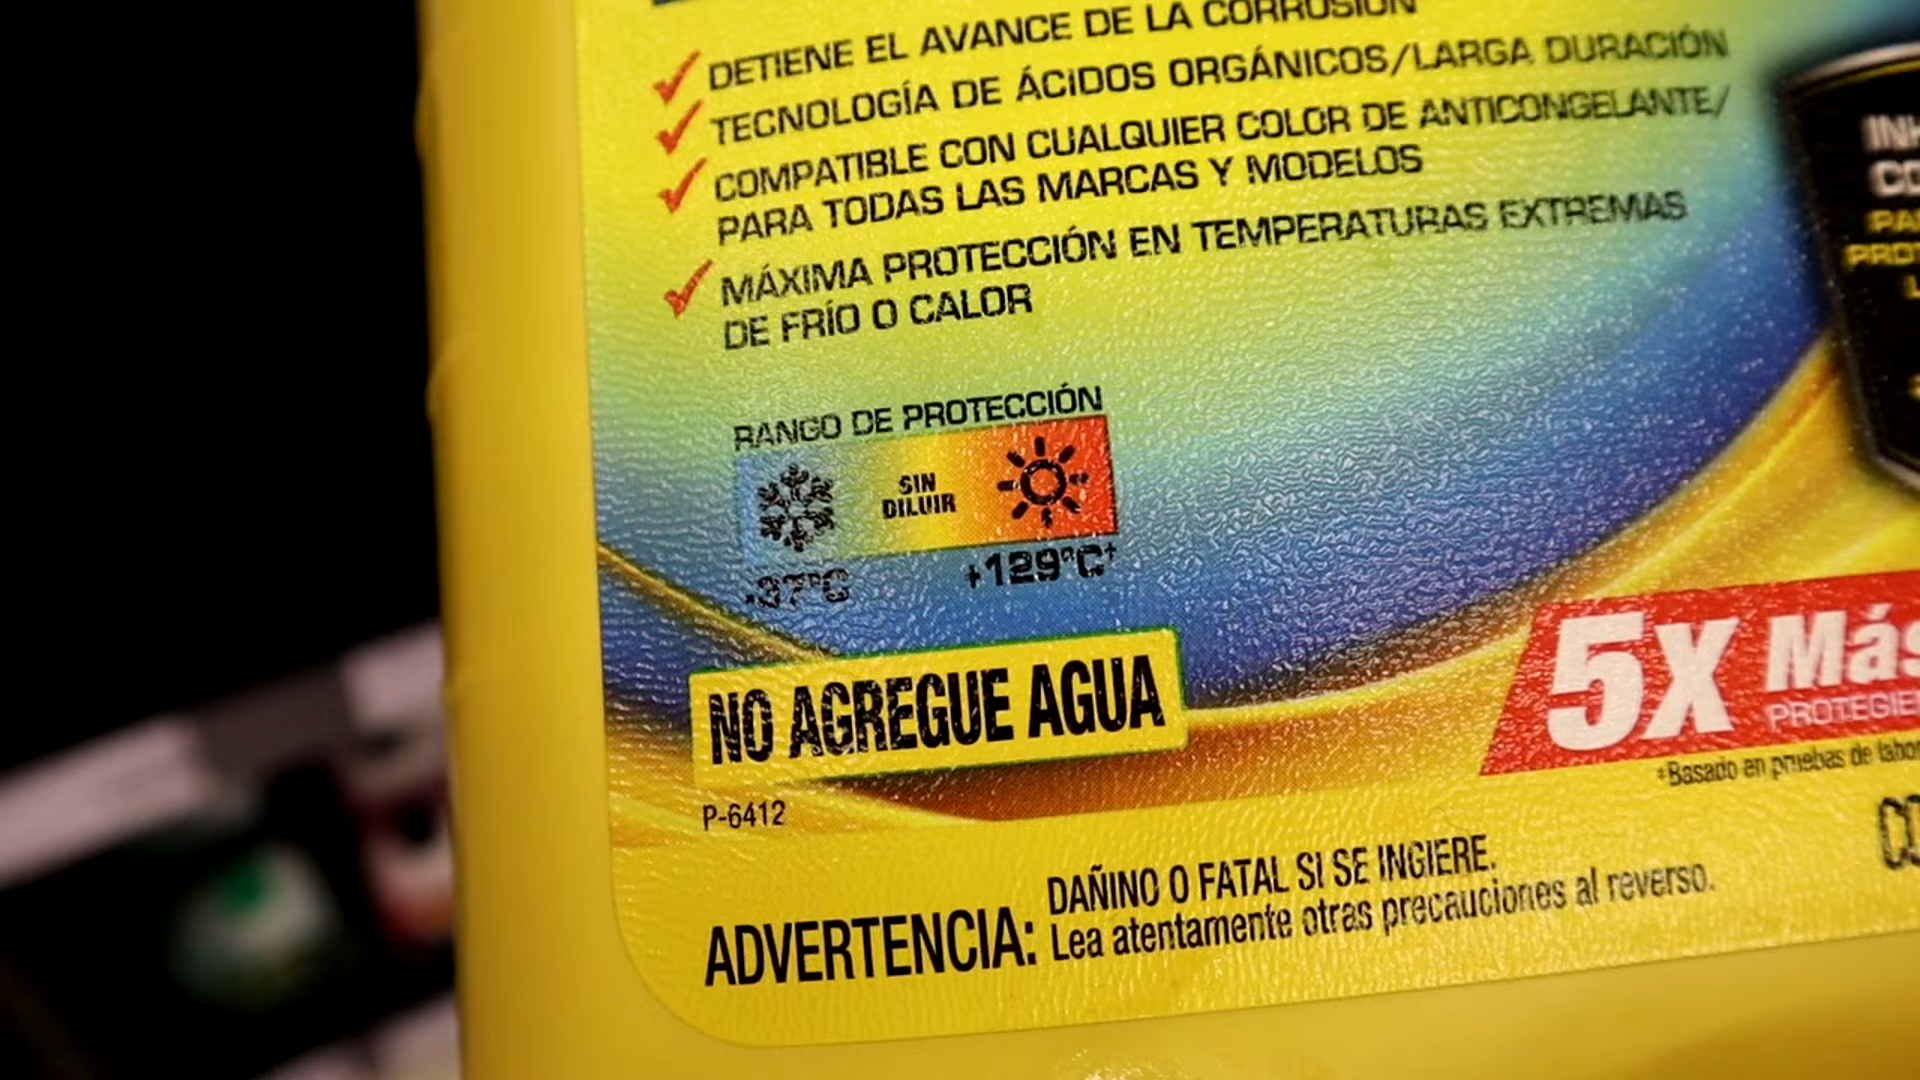 DETIENE EL AVANCE DE LA CORROSIÓN
TECNOLOGÍA DE ÁCIDOS ORGÁNICOS/LARGA DURACIÓN
COMPATIBLE CON CUALQUIER COLOR DE ANTICONGELANTE/
PARA TODAS LAS MARCAS Y MODELOS
MÁXIMA PROTECCIÓN EN TEMPERATURAS EXTREMAS
DE FRÍO O CALOR
RANGO DE PROTECCIÓN
SIN
DILUIR
-37°C +129°C†
NO AGREGUE AGUA
P-6412
5X Más
Basado en pruebas de
ADVERTENCIA: DAÑINO O FATAL SI SE INGIERE.
Lea atentamente otras precauciones al reverso.